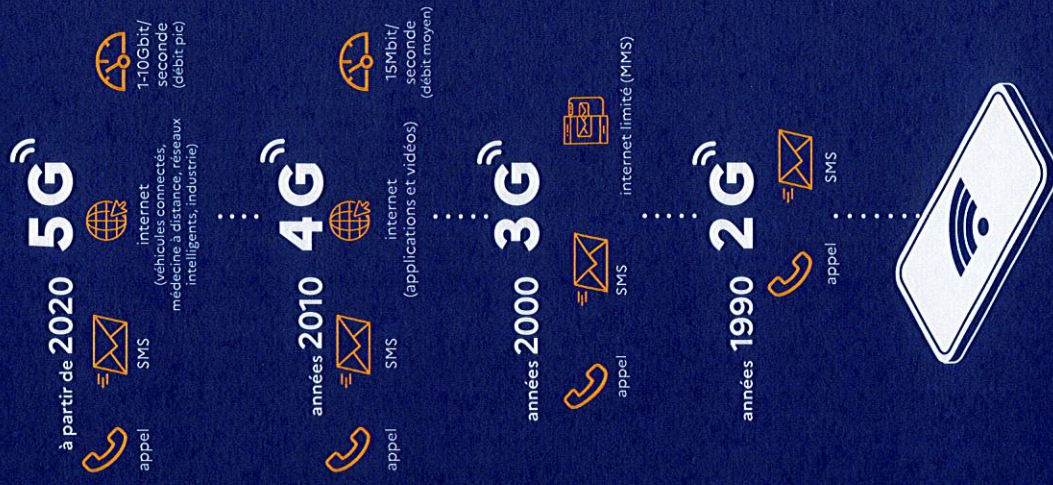 à partir de 2020 5G
appel
SMS
internet
(véhicules connectés,
médecine à distance, réseaux
intelligents, industrie)
1-10Gbit/
seconde
(débit pic)
années 2010 4G
appel
SMS
internet
(applications et vidéos)
15Mbit/
seconde
(débit moyen)
années 2000 3G
appel
SMS
internet limité (MMS)
années 1990 2G
appel
SMS